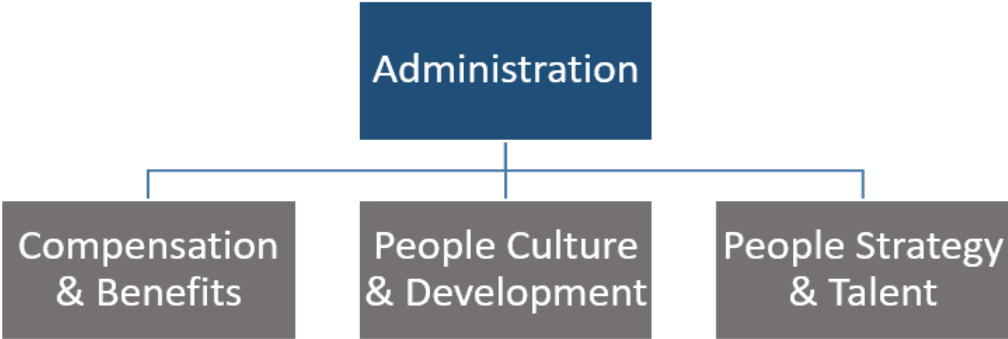 Administration
Compensation
& Benefits
People Culture
& Development
People Strategy
& Talent